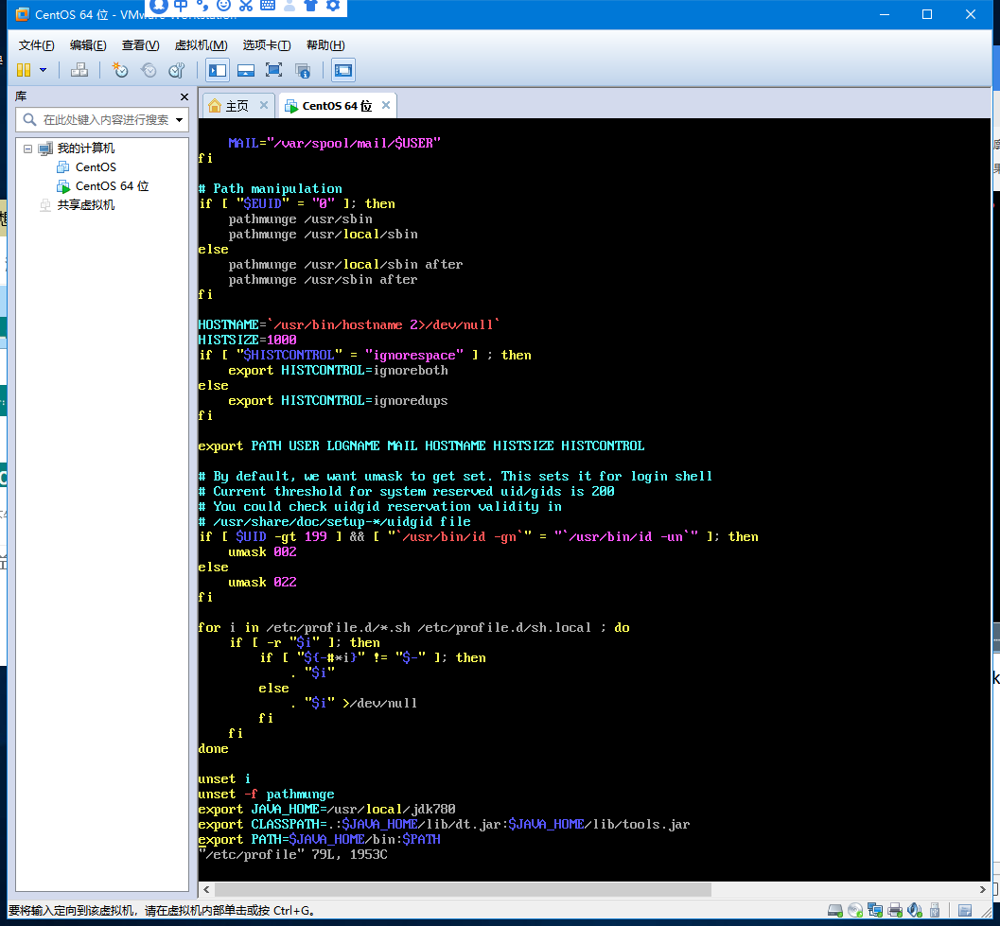 CentOS 64 位 - VMware Workstation
中
文件(F) 编辑(E) 查看(V) 虚拟机(M) 选项卡(T) 帮助(H)
库
在此处键入内容进行搜索
我的计算机
CentOS
CentOS 64 位
共享虚拟机
主页 CentOS 64 位
    MAIL="/var/spool/mail/$USER"
fi
# Path manipulation
if [ "$EUID" = "0" ]; then
    pathmunge /usr/sbin
    pathmunge /usr/local/sbin
else
    pathmunge /usr/local/sbin after
    pathmunge /usr/sbin after
fi
HOSTNAME=`/usr/bin/hostname 2>/dev/null`
HISTSIZE=1000
if [ "$HISTCONTROL" = "ignorespace" ] ; then
    export HISTCONTROL=ignoreboth
else
    export HISTCONTROL=ignoredups
fi
export PATH USER LOGNAME MAIL HOSTNAME HISTSIZE HISTCONTROL
# By default, we want umask to get set. This sets it for login shell
# Current threshold for system reserved uid/gids is 200
# You could check uidgid reservation validity in
# /usr/share/doc/setup-*/uidgid file
if [ $UID -gt 199 ] && [ "`/usr/bin/id -gn`" = "`/usr/bin/id -un`" ]; then
    umask 002
else
    umask 022
fi
for i in /etc/profile.d/*.sh /etc/profile.d/sh.local ; do
    if [ -r "$i" ]; then
        if [ "${-#*i}" != "$-" ]; then
            . "$i"
        else
            . "$i" >/dev/null
        fi
    fi
done
unset i
unset -f pathmunge
export JAVA_HOME=/usr/local/jdk780
export CLASSPATH=.:$JAVA_HOME/lib/dt.jar:$JAVA_HOME/lib/tools.jar
export PATH=$JAVA_HOME/bin:$PATH
"/etc/profile" 79L, 1953C
要将输入定向到该虚拟机，请在虚拟机内部单击或按 Ctrl+G。